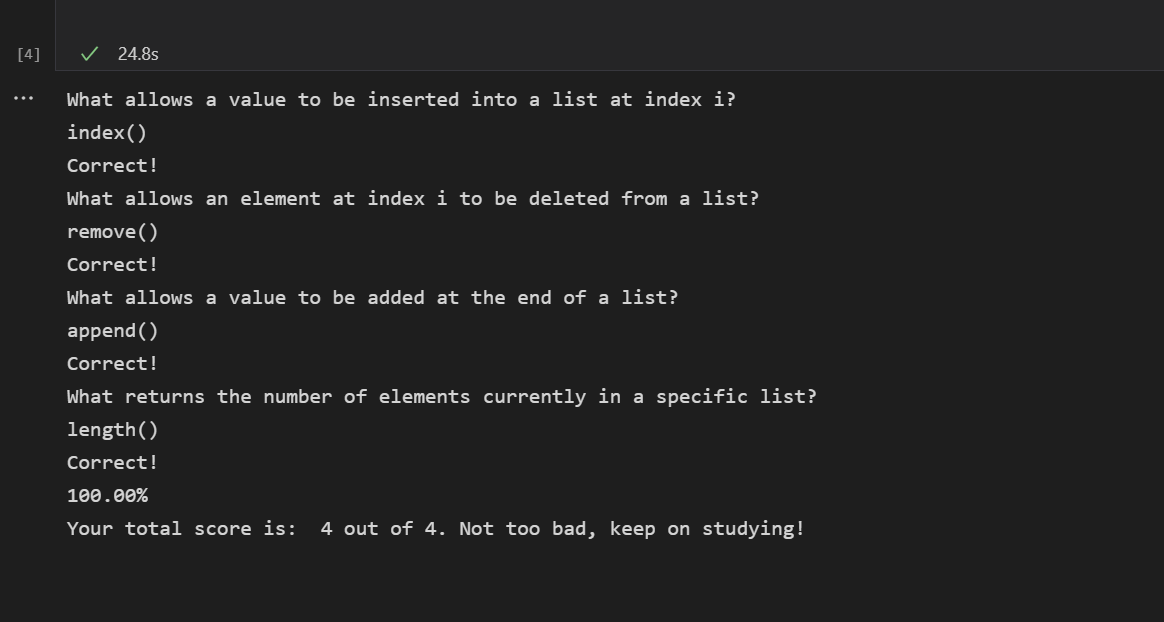 [4] 24.8s
What allows a value to be inserted into a list at index i?
index()
Correct!
What allows an element at index i to be deleted from a list?
remove()
Correct!
What allows a value to be added at the end of a list?
append()
Correct!
What returns the number of elements currently in a specific list?
length()
Correct!
100.00%
Your total score is:  4 out of 4. Not too bad, keep on studying!